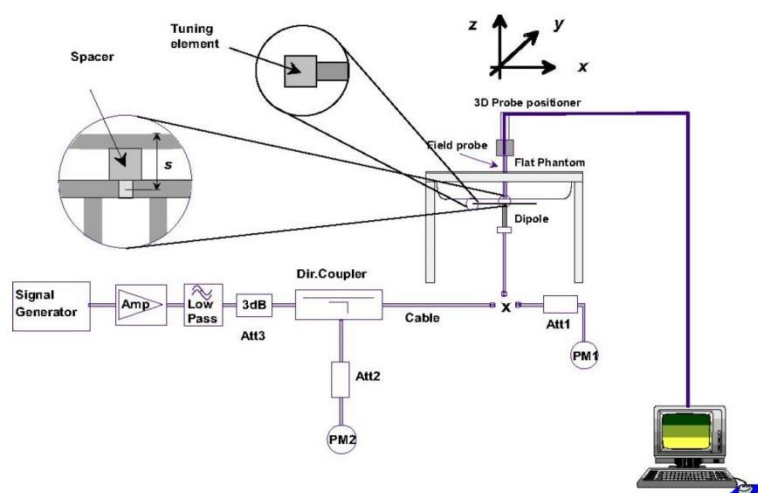 Tuning
element
Spacer
s
z
y
x
3D Probe positioner
Field probe
Flat Phantom
Dipole
Signal
Generator
Amp
Low
Pass
3dB
Att3
Dir.Coupler
Cable
x
Att1
PM1
Att2
PM2